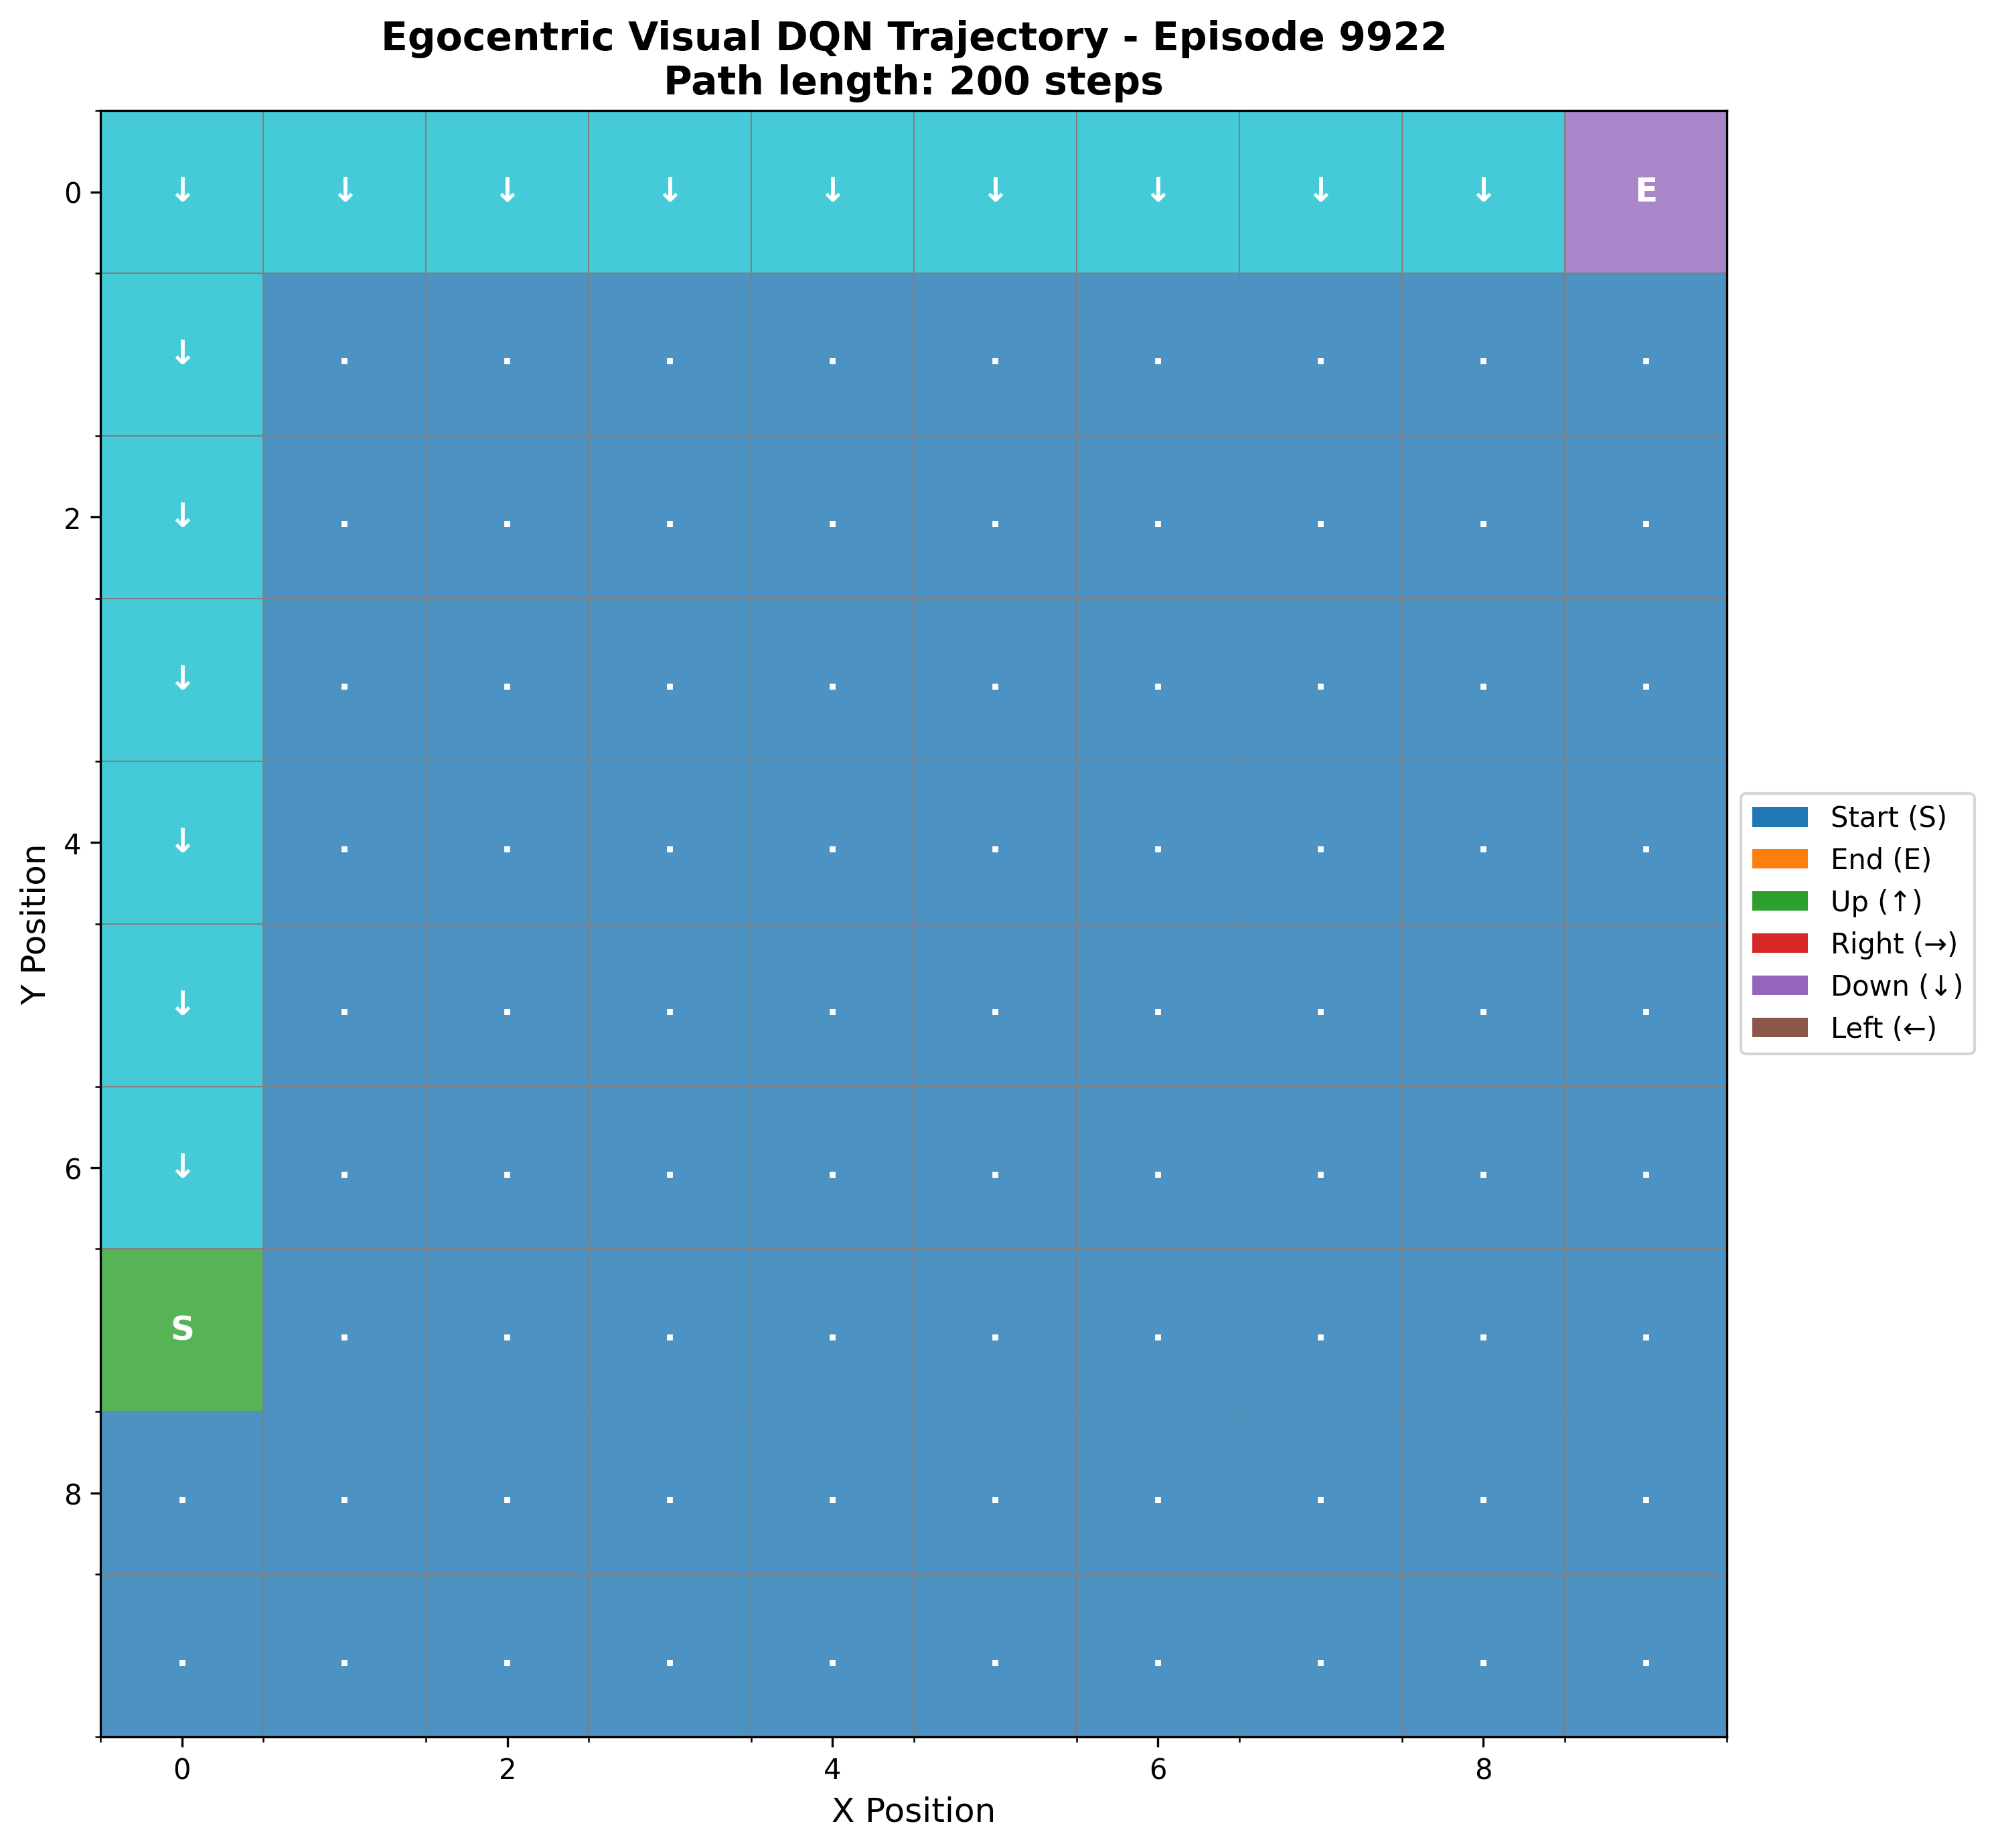 Egocentric Visual DQN Trajectory - Episode 9922
Path length: 200 steps
0 ↓ ↓ ↓ ↓ ↓ ↓ ↓ ↓ ↓ E
↓ . . . . . . . . .
2 ↓ . . . . . . . . .
↓ . . . . . . . . .
4 ↓ . . . . . . . . .
↓ . . . . . . . . .
6 ↓ . . . . . . . . .
S . . . . . . . . .
8 . . . . . . . . . .
. . . . . . . . . .
0 2 4 6 8
X Position
Y Position
Start (S)
End (E)
Up (↑)
Right (→)
Down (↓)
Left (←)